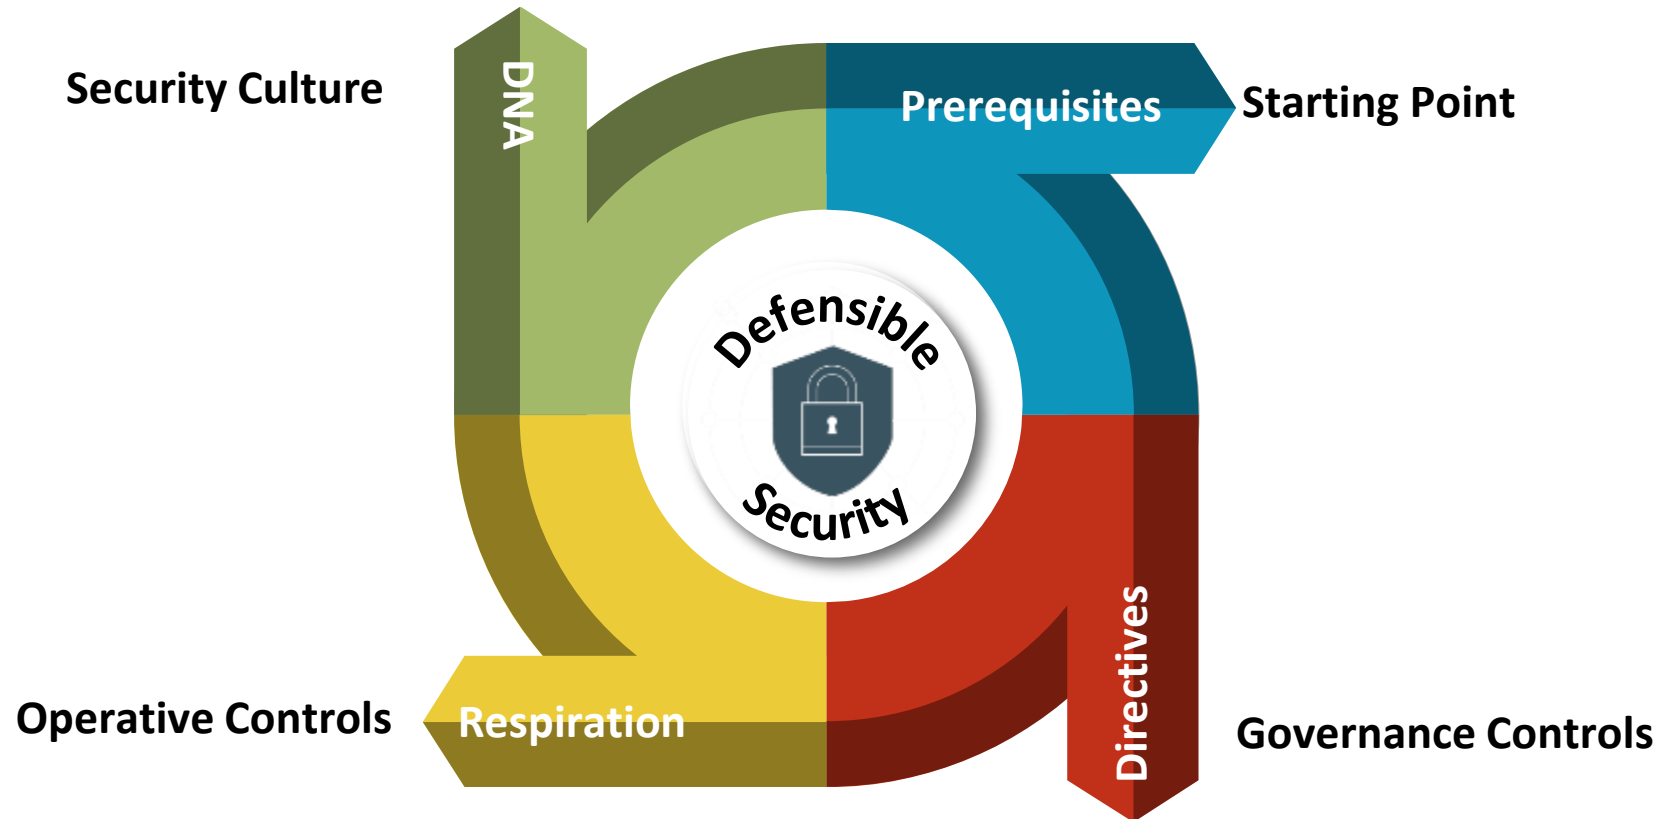 Security Culture
DNA
Prerequisites
Starting Point
Defensible
Security
Operative Controls
Respiration
Directives
Governance Controls